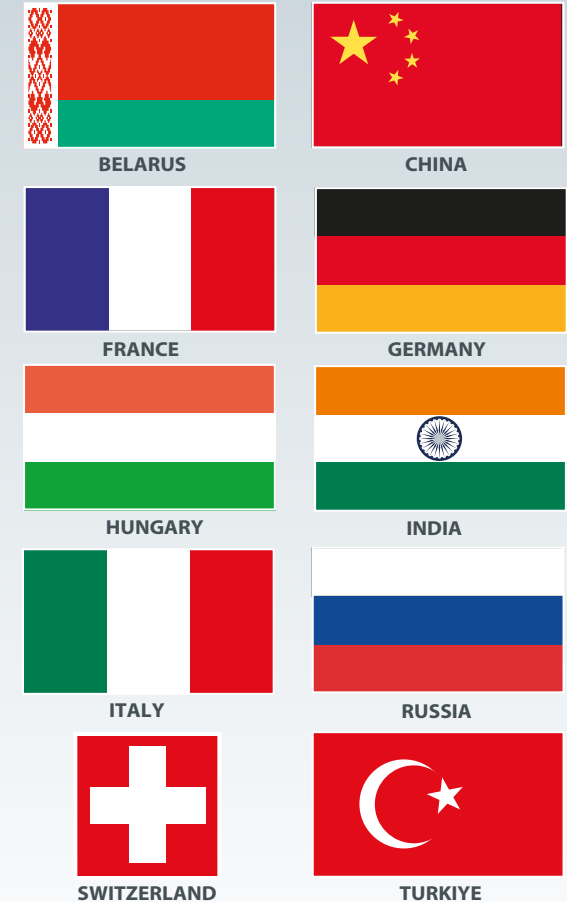 BELARUS
CHINA
FRANCE
GERMANY
HUNGARY
INDIA
ITALY
RUSSIA
SWITZERLAND
TURKIYE